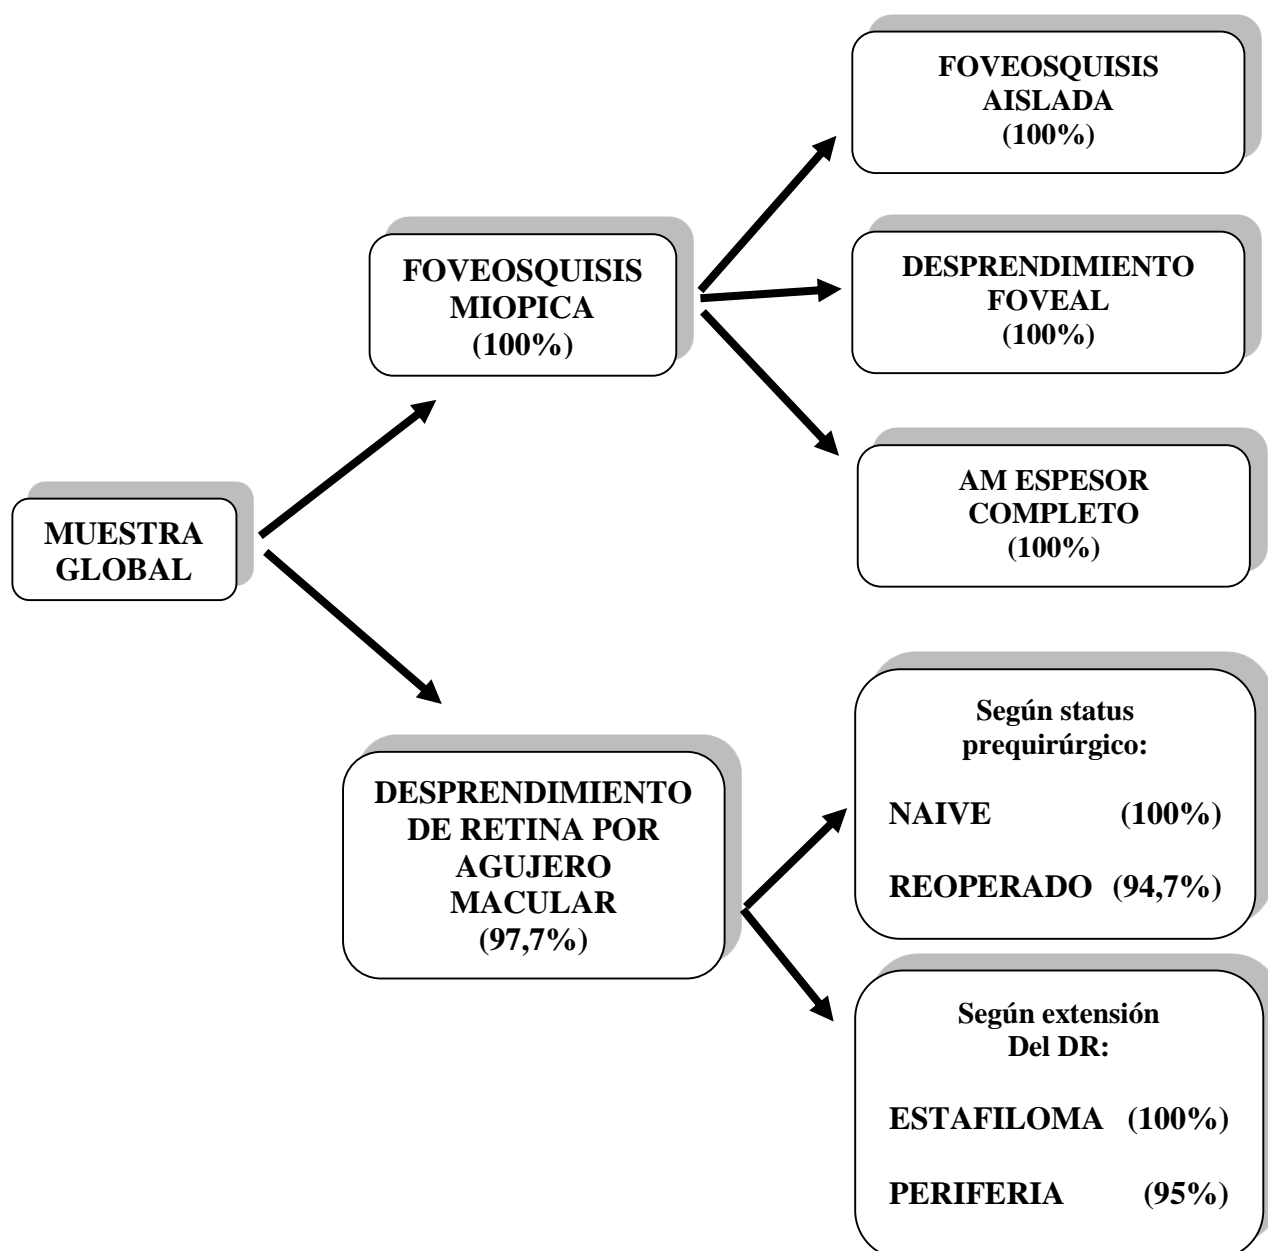 FOVEOSQUISIS
AISLADA
(100%)
FOVEOSQUISIS
MIOPICA
(100%)
DESPRENDIMIENTO
FOVEAL
(100%)
AM ESPESOR
COMPLETO
(100%)
MUESTRA
GLOBAL
DESPRENDIMIENTO
DE RETINA POR
AGUJERO
MACULAR
(97,7%)
Según status
prequirúrgico:
NAIVE (100%)
REOPERADO (94,7%)
Según extensión
Del DR:
ESTAFILOMA (100%)
PERIFERIA (95%)